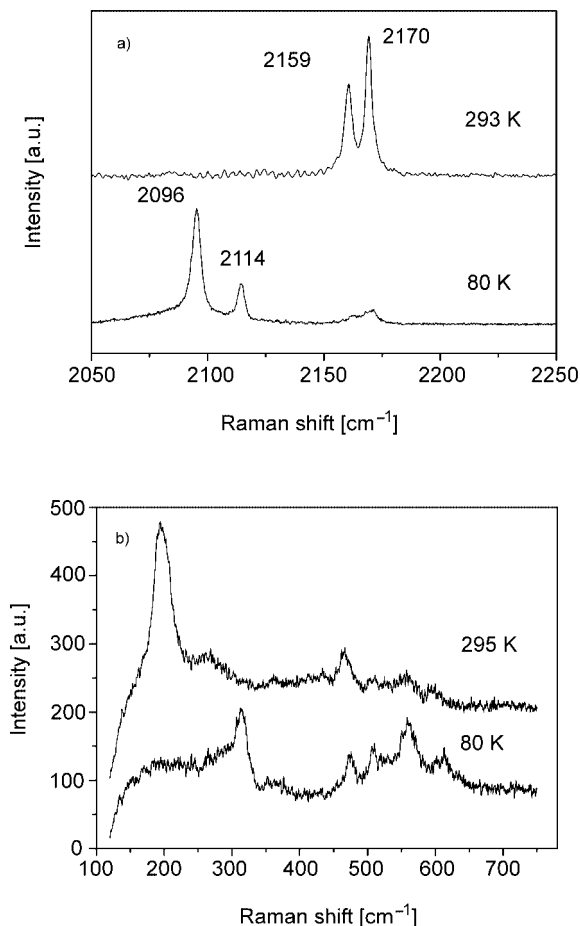 a)
2159
2170
293 K
2096
2114
80 K
Intensity [a.u.]
2050 2100 2150 2200 2250
Raman shift [cm⁻¹]
b)
500
400
300
200
100
0
295 K
80 K
Intensity [a.u.]
100 200 300 400 500 600 700
Raman shift [cm⁻¹]